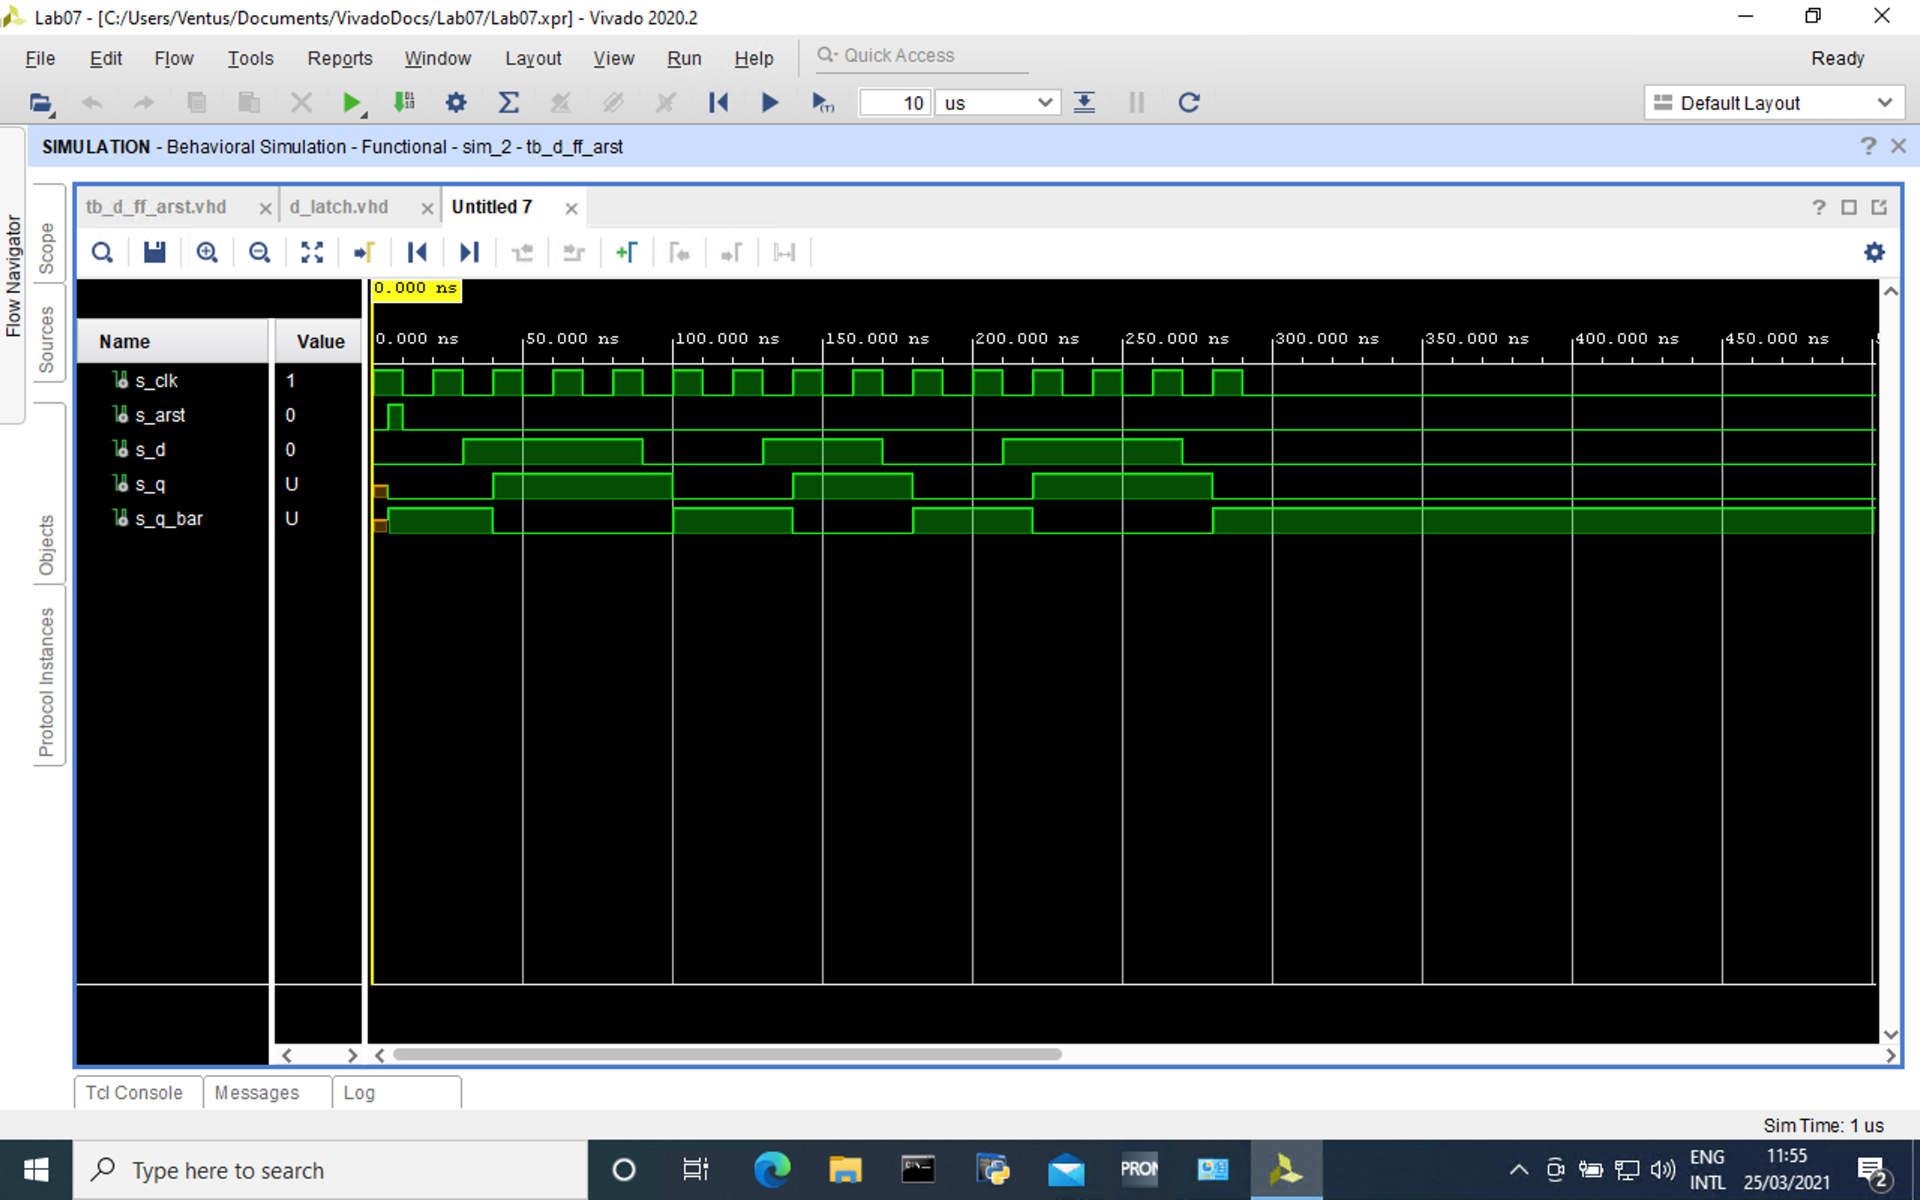 Lab07 - [C:/Users/Ventus/Documents/VivadoDocs/Lab07/Lab07.xpr] - Vivado 2020.2
File Edit Flow Tools Reports Window Layout View Run Help Quick Access Ready
10 us Default Layout
SIMULATION - Behavioral Simulation - Functional - sim_2 - tb_d_ff_arst
Flow Navigator
Scope
Sources
Objects
Protocol Instances
tb_d_ff_arst.vhd d_latch.vhd Untitled 7
0.000 ns
Name Value 0.000 ns 50.000 ns 100.000 ns 150.000 ns 200.000 ns 250.000 ns 300.000 ns 350.000 ns 400.000 ns 450.000 ns
s_clk 1
s_arst 0
s_d 0
s_q U
s_q_bar U
Tcl Console Messages Log
Sim Time: 1 us
Type here to search
PRON
ENG
INTL
11:55
25/03/2021
2